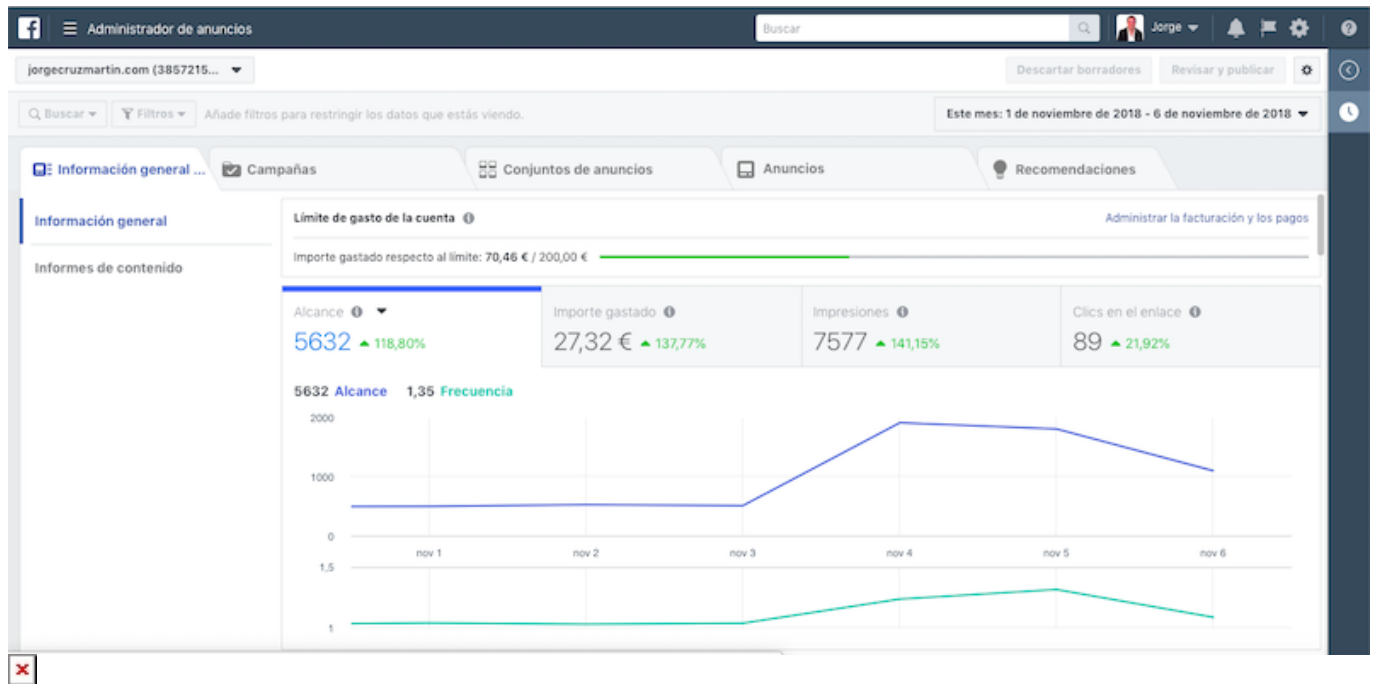 f Administrador de anuncios Buscar Jorge
jorgecruzmartin.com (3857215... Descartar borradores Revisar y publicar
Buscar Filtros Añade filtros para restringir los datos que estás viendo. Este mes: 1 de noviembre de 2018 - 6 de noviembre de 2018
Información general ... Campañas Conjuntos de anuncios Anuncios Recomendaciones
Información general
Informes de contenido
Límite de gasto de la cuenta Administrar la facturación y los pagos
Importe gastado respecto al límite: 70,46 € / 200,00 €
Alcance Importe gastado Impresiones Clics en el enlace
5632 118,80% 27,32 € 137,77% 7577 141,15% 89 21,92%
5632 Alcance 1,35 Frecuencia
2000
1000
0
nov 1 nov 2 nov 3 nov 4 nov 5 nov 6
1,5
1